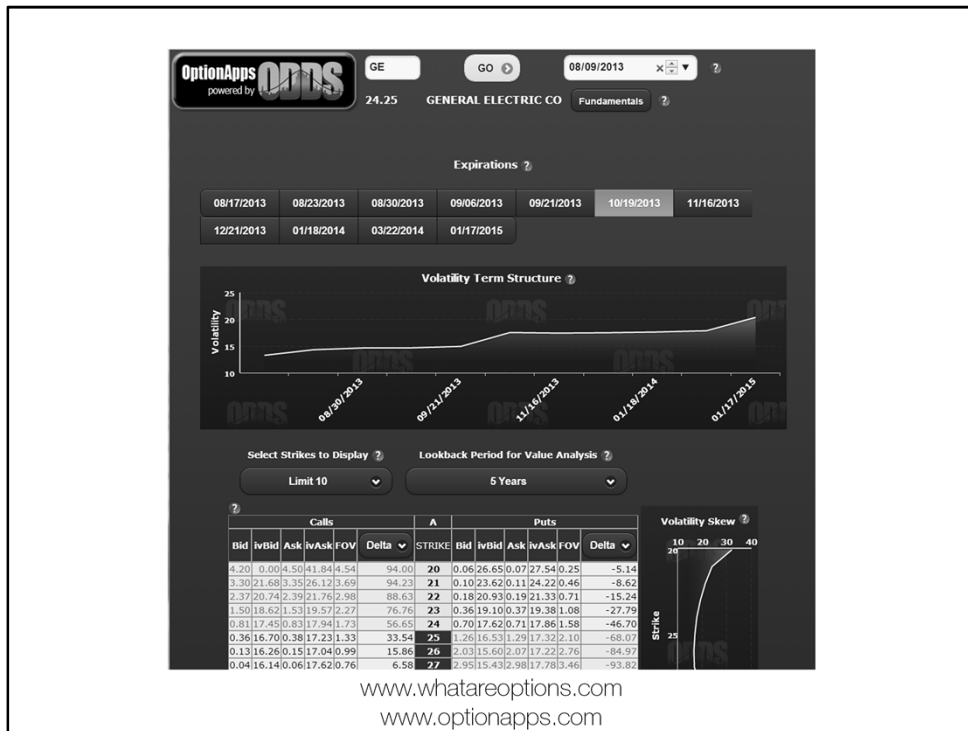 OptionApps ODDS
powered by
GE GO 08/09/2013 x ?
24.25 GENERAL ELECTRIC CO Fundamentals ?
Expirations ?
08/17/2013 08/23/2013 08/30/2013 09/06/2013 09/21/2013 10/19/2013 11/16/2013
12/21/2013 01/18/2014 03/22/2014 01/17/2015
Volatility Term Structure ?
Volatility
25
20
15
10
08/30/2013 09/21/2013 11/16/2013 01/18/2014 01/17/2015
ODDS ODDS ODDS ODDS ODDS ODDS
Select Strikes to Display ? Lookback Period for Value Analysis ?
Limit 10 5 Years
?
Calls A Puts
Bid ivBid Ask ivAsk FOV Delta STRIKE Bid ivBid Ask ivAsk FOV Delta
4.20 0.00 4.50 41.84 4.54 94.00 20 0.06 26.65 0.07 27.54 0.25 -5.14
3.30 21.68 3.35 26.12 3.69 94.23 21 0.10 23.62 0.11 24.22 0.46 -8.62
2.37 20.74 2.39 21.76 2.98 88.63 22 0.18 20.93 0.19 21.33 0.71 -15.24
1.50 18.62 1.53 19.57 2.27 76.76 23 0.36 19.10 0.37 19.38 1.08 -27.79
0.81 17.45 0.83 17.94 1.73 56.65 24 0.70 17.62 0.71 17.86 1.58 -46.70
0.36 16.70 0.38 17.23 1.33 33.54 25 1.26 16.53 1.29 17.32 2.10 -68.07
0.13 16.26 0.15 17.04 0.99 15.86 26 2.03 15.60 2.07 17.22 2.76 -84.97
0.04 16.14 0.06 17.62 0.76 6.58 27 2.95 15.43 2.98 17.78 3.46 -93.82
Volatility Skew ?
10 20 30 40
20
Strike
25
ODDS
www.whatareoptions.com
www.optionapps.com